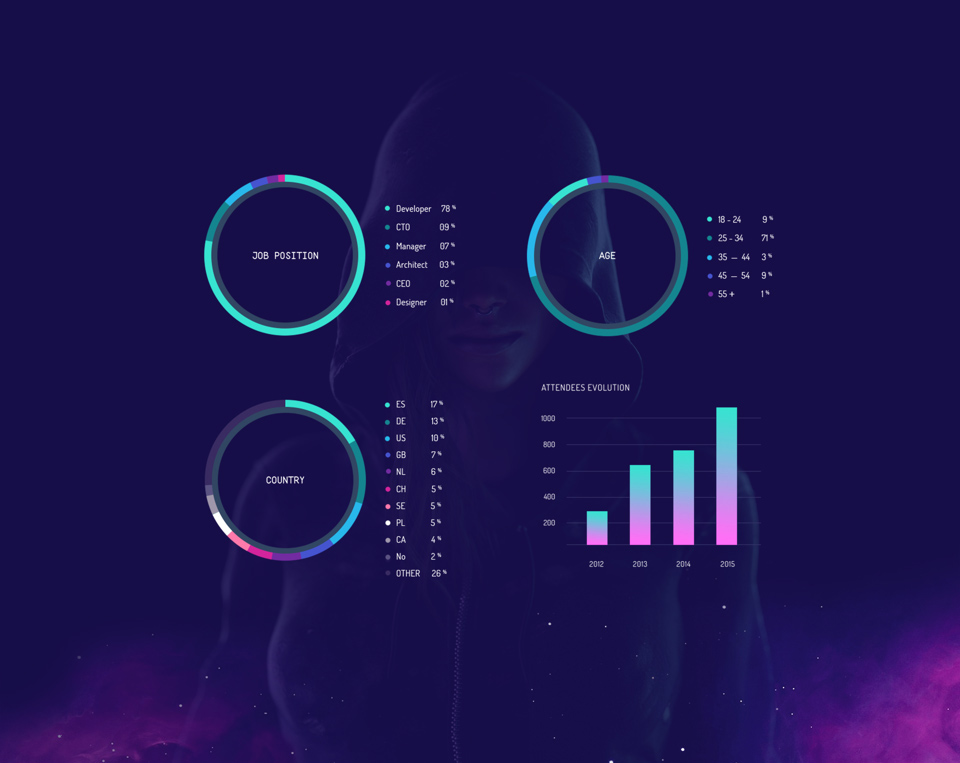 JOB POSITION
Developer 78 %
CTO 09 %
Manager 07 %
Architect 03 %
CEO 02 %
Designer 01 %
AGE
18 - 24 9 %
25 - 34 71 %
35 — 44 3 %
45 — 54 9 %
55 + 1 %
COUNTRY
ES 17 %
DE 13 %
US 10 %
GB 7 %
NL 6 %
CH 5 %
SE 5 %
PL 5 %
CA 4 %
No 2 %
OTHER 26 %
ATTENDEES EVOLUTION
1000
800
600
400
200
2012 2013 2014 2015